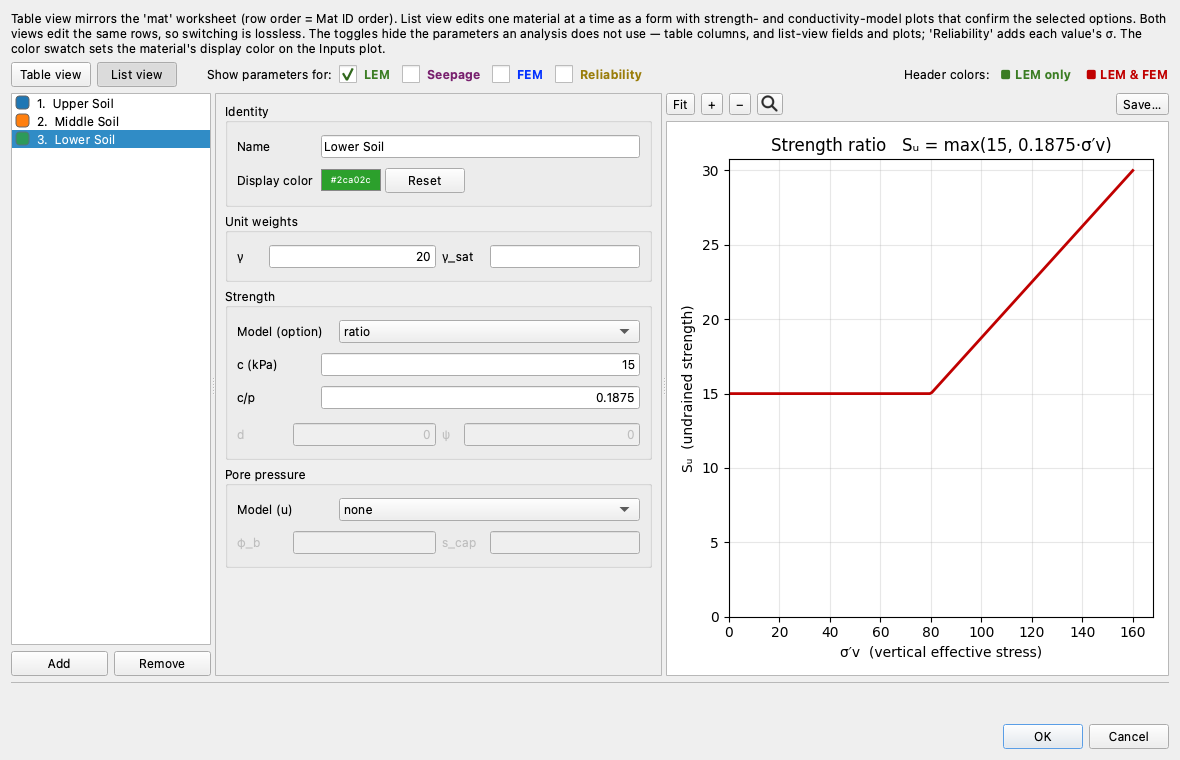 Table view mirrors the 'mat' worksheet (row order = Mat ID order). List view edits one material at a time as a form with strength- and conductivity-model plots that confirm the selected options. Both
views edit the same rows, so switching is lossless. The toggles hide the parameters an analysis does not use — table columns, and list-view fields and plots; 'Reliability' adds each value's σ. The
color swatch sets the material's display color on the Inputs plot.
Table view List view Show parameters for: LEM Seepage FEM Reliability Header colors: LEM only LEM & FEM
1. Upper Soil
2. Middle Soil
3. Lower Soil
Add Remove
Identity
Name Lower Soil
Display color #2ca02c Reset
Unit weights
γ 20 γ_sat
Strength
Model (option) ratio
c (kPa) 15
c/p 0.1875
d 0 ψ 0
Pore pressure
Model (u) none
φ_b s_cap
Fit + − Save...
Strength ratio Sᵤ = max(15, 0.1875·σ′v)
30
25
20
15
10
5
0
Sᵤ (undrained strength)
0 20 40 60 80 100 120 140 160
σ′v (vertical effective stress)
OK Cancel